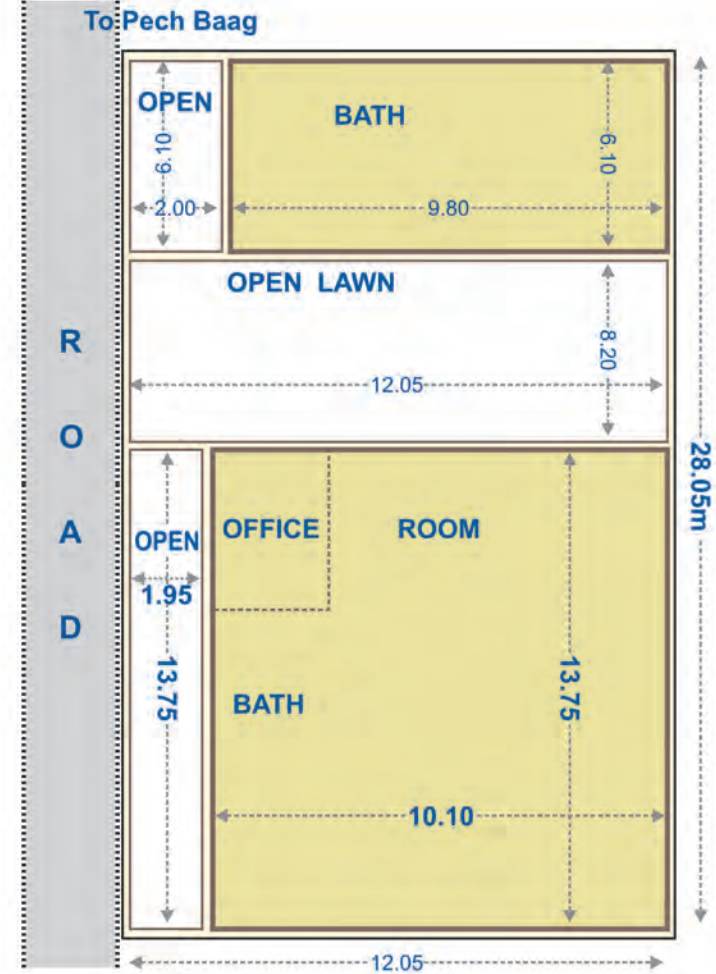 To Pech Baag
OPEN
BATH
6.10
6.10
2.00
9.80
OPEN LAWN
8.20
12.05
R
O
A
D
28.05m
OFFICE
ROOM
OPEN
1.95
13.75
13.75
BATH
10.10
12.05